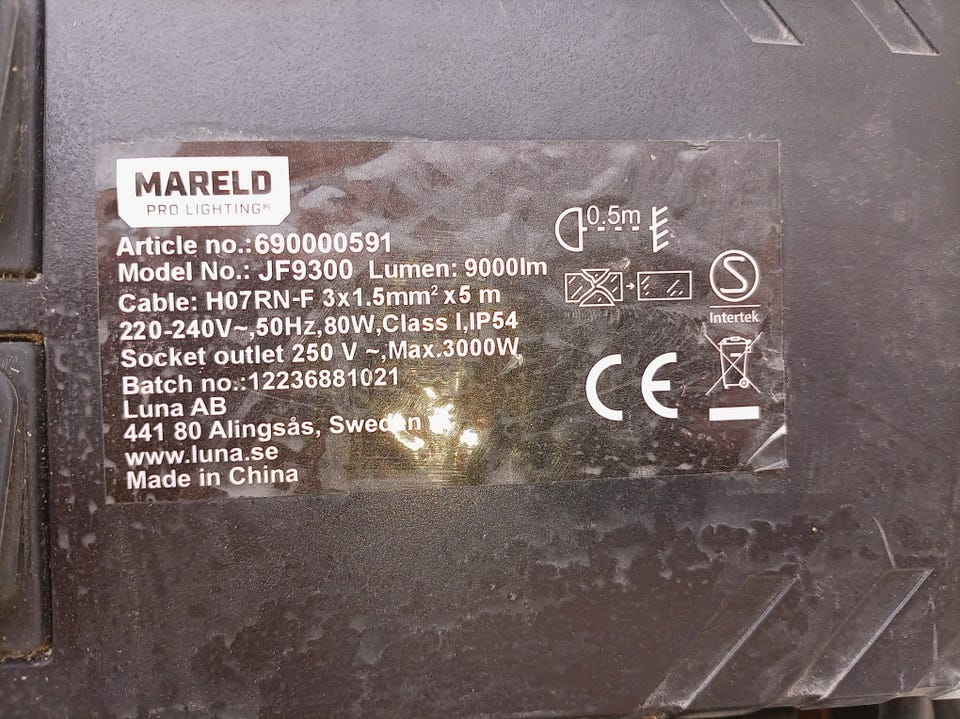 MARELD
PRO LIGHTING
Article no.:690000591
Model No.: JF9300 Lumen: 9000lm
Cable: H07RN-F 3x1.5mm² x5 m
220-240V~,50Hz,80W,Class I,IP54
Socket outlet 250 V ~,Max.3000W
Batch no.:12236881021
Luna AB
441 80 Alingsås, Sweden
www.luna.se
Made in China
0.5m
S
Intertek
CE